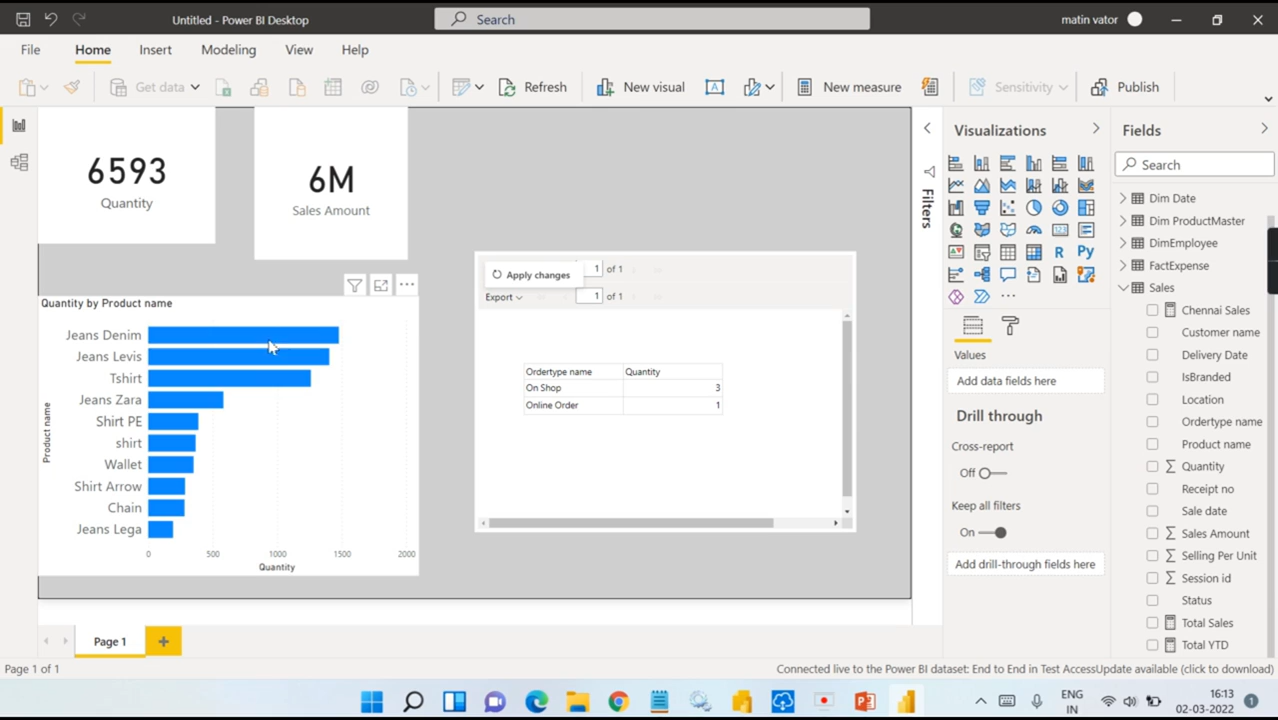 Untitled - Power BI Desktop
Search
matin vator
File
Home
Insert
Modeling
View
Help
Get data
Refresh
New visual
New measure
Sensitivity
Publish
6593
Quantity
6M
Sales Amount
Quantity by Product name
Product name
Jeans Denim
Jeans Levis
Tshirt
Jeans Zara
Shirt PE
shirt
Wallet
Shirt Arrow
Chain
Jeans Lega
0 500 1000 1500 2000
Quantity
Apply changes
1 of 1
Export
1 of 1
Ordertype name Quantity
On Shop 3
Online Order 1
Filters
Visualizations
R Py
Values
Add data fields here
Drill through
Cross-report
Off
Keep all filters
On
Add drill-through fields here
Fields
Search
Dim Date
Dim ProductMaster
DimEmployee
FactExpense
Sales
Chennai Sales
Customer name
Delivery Date
IsBranded
Location
Ordertype name
Product name
Quantity
Receipt no
Sale date
Sales Amount
Selling Per Unit
Session id
Status
Total Sales
Total YTD
Page 1
Page 1 of 1
Connected live to the Power BI dataset: End to End in Test Access
Update available (click to download)
ENG
IN
16:13
02-03-2022
1